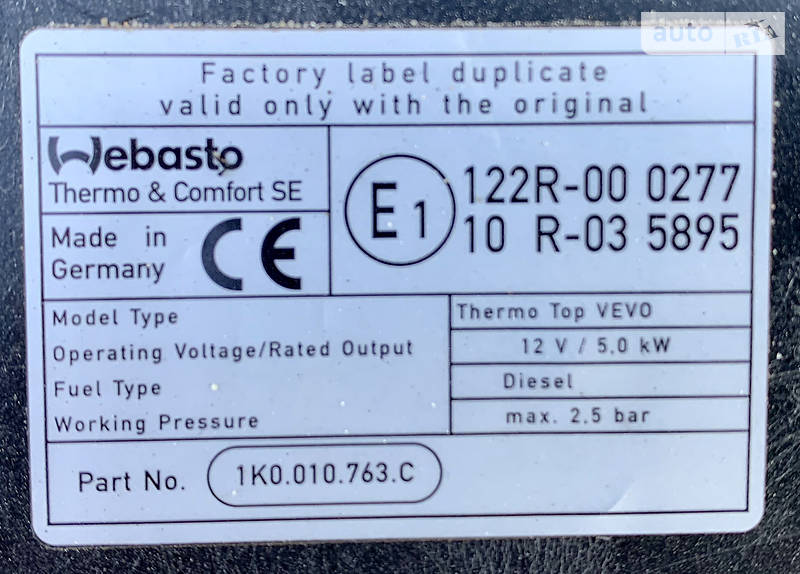 auto RIA
Factory label duplicate
valid only with the original
Webasto
Thermo & Comfort SE
Made in
Germany
CE
E1
122R-00 0277
10 R-03 5895
Model Type
Thermo Top VEVO
Operating Voltage/Rated Output
12 V / 5,0 kW
Fuel Type
Diesel
Working Pressure
max. 2,5 bar
Part No.
1K0.010.763.C